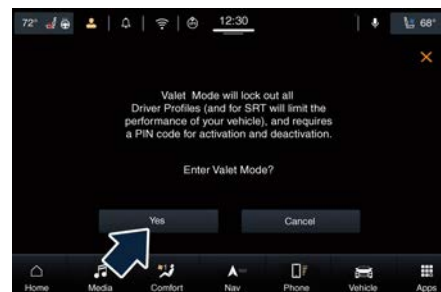 72° 12:30 68°
Valet Mode will lock out all
Driver Profiles (and for SRT will limit the
performance of your vehicle), and requires
a PIN code for activation and deactivation.
Enter Valet Mode?
Yes Cancel
Home Media Comfort Nav Phone Vehicle Apps